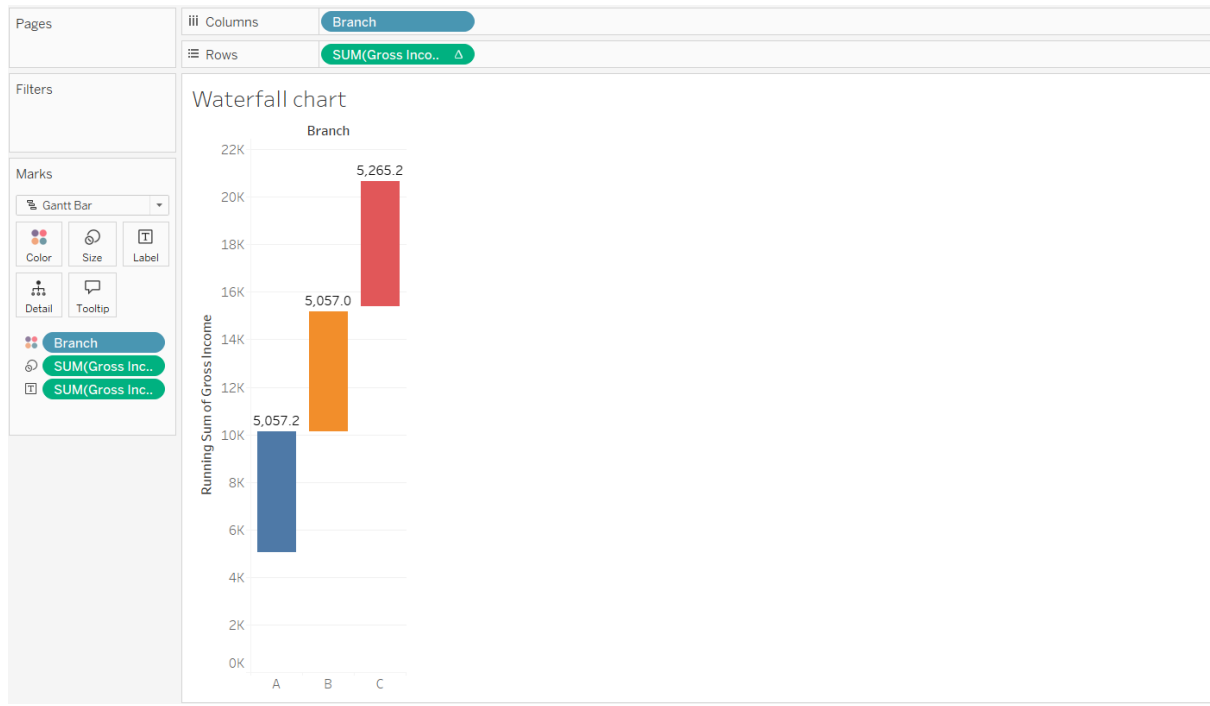 Pages
iii Columns
Branch
Rows
SUM(Gross Inco.. Δ
Filters
Marks
Gantt Bar
Color
Size
T
Label
Detail
Tooltip
Branch
SUM(Gross Inc..
T
SUM(Gross Inc..
Waterfall chart
Branch
Running Sum of Gross Income
22K
20K
18K
16K
14K
12K
10K
8K
6K
4K
2K
0K
5,265.2
5,057.0
5,057.2
A B C